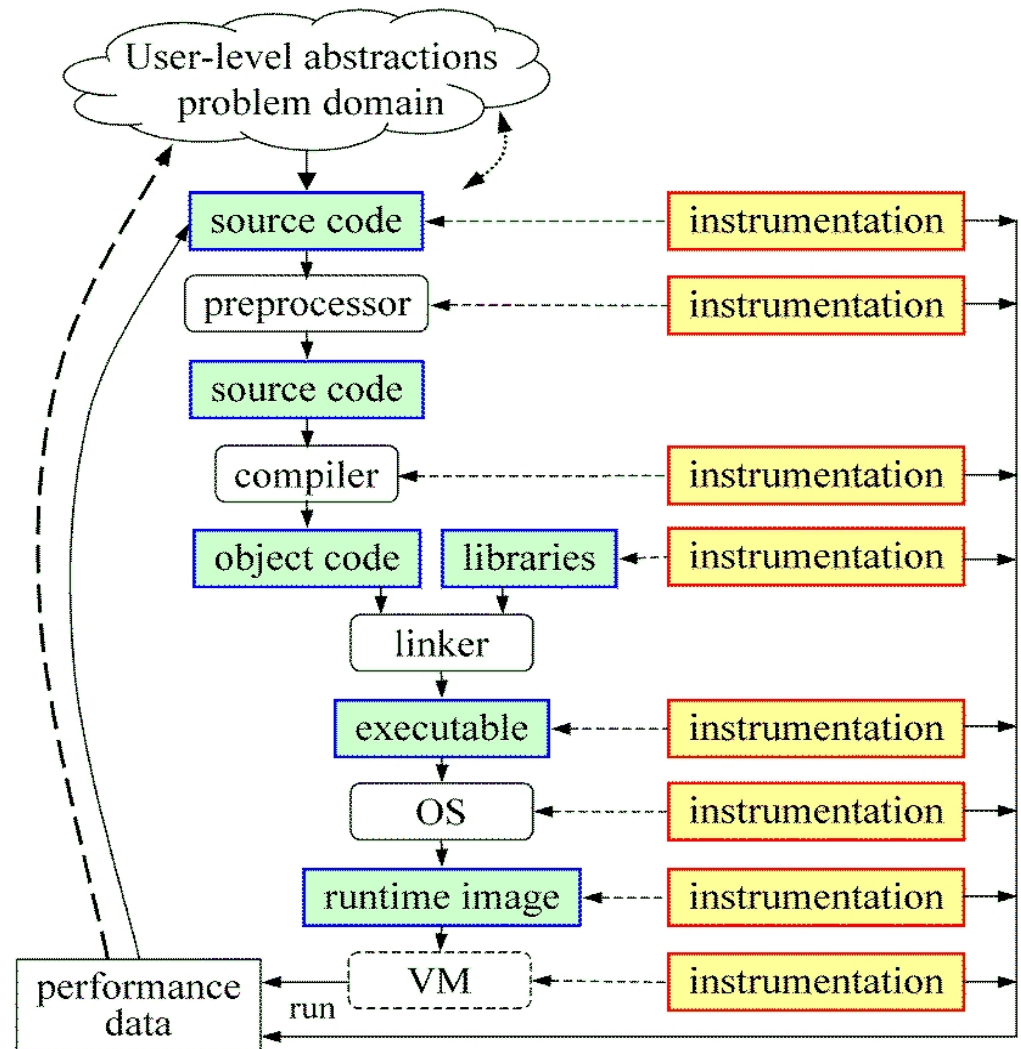 User-level abstractions
problem domain
source code
instrumentation
preprocessor
instrumentation
source code
compiler
instrumentation
object code
libraries
instrumentation
linker
executable
instrumentation
OS
instrumentation
runtime image
instrumentation
VM
instrumentation
performance
data
run